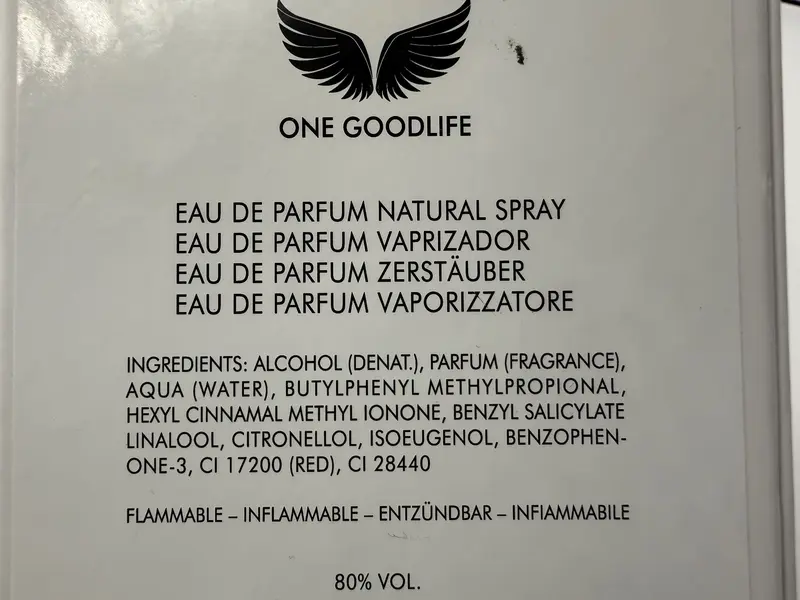 ONE GOODLIFE
EAU DE PARFUM NATURAL SPRAY
EAU DE PARFUM VAPRIZADOR
EAU DE PARFUM ZERSTÄUBER
EAU DE PARFUM VAPORIZZATORE
INGREDIENTS: ALCOHOL (DENAT.), PARFUM (FRAGRANCE),
AQUA (WATER), BUTYLPHENYL METHYLPROPIONAL,
HEXYL CINNAMAL METHYL IONONE, BENZYL SALICYLATE
LINALOOL, CITRONELLOL, ISOEUGENOL, BENZOPHEN-
ONE-3, CI 17200 (RED), CI 28440
FLAMMABLE – INFLAMMABLE – ENTZÜNDBAR – INFIAMMABILE
80% VOL.